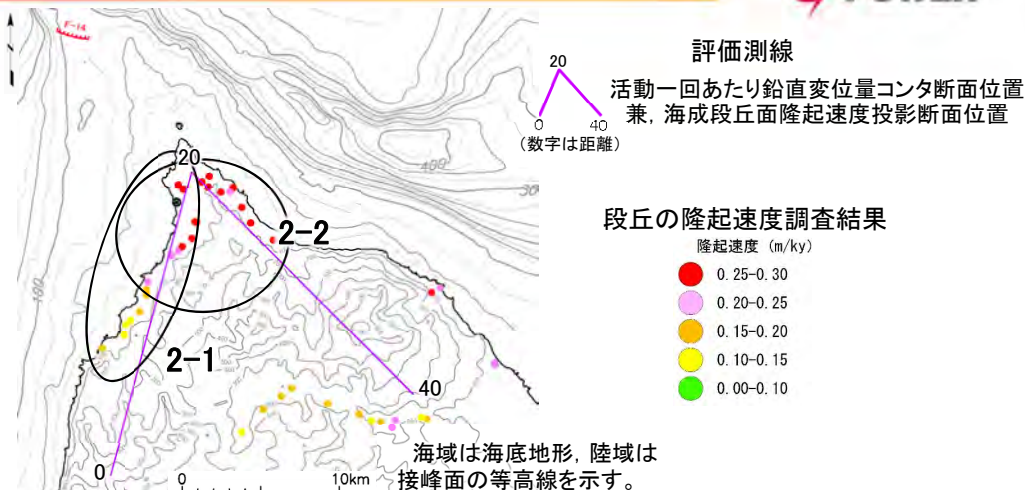 F-14
N
評価測線
20
活動一回あたり鉛直変位量コンタ断面位置
兼, 海成段丘面隆起速度投影断面位置
0 40
(数字は距離)
400
30
20
2-2
100
段丘の隆起速度調査結果
隆起速度 (m/ky)
0.25-0.30
0.20-0.25
0.15-0.20
0.10-0.15
0.00-0.10
2-1
40
海域は海底地形, 陸域は
接峰面の等高線を示す。
0
0 10km